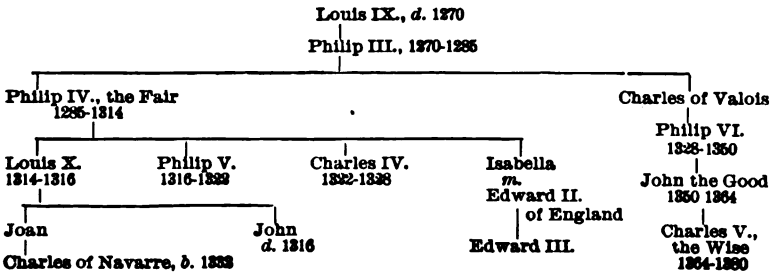 Louis IX., d. 1270
Philip III., 1270-1285
Philip IV., the Fair
1285-1314
Charles of Valois
Philip VI.
1328-1350
Louis X.
1314-1316
Philip V.
1316-1322
Charles IV.
1322-1328
Isabella
m.
Edward II.
of England
Edward III.
John the Good
1350 1364
Charles V.,
the Wise
1364-1380
Joan
John
d. 1316
Charles of Navarre, b. 1332